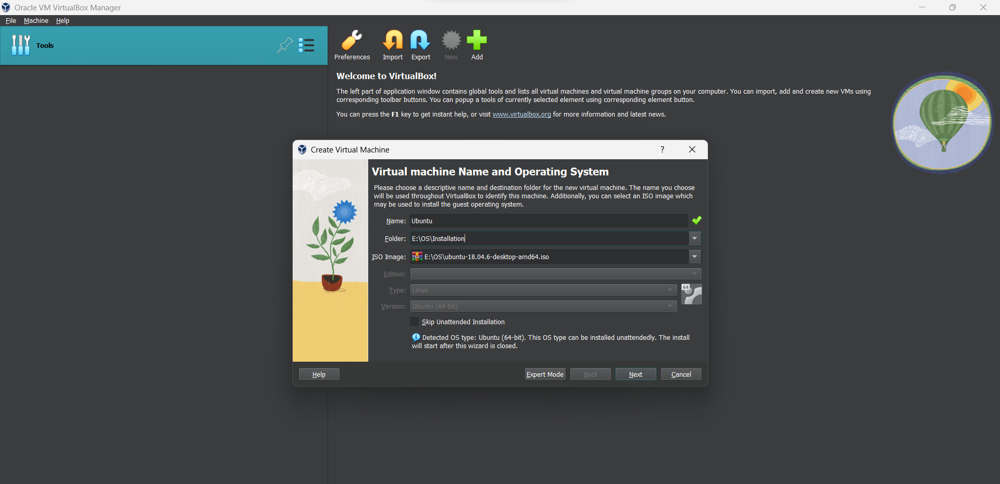 Oracle VM VirtualBox Manager
File Machine Help
Tools
Preferences Import Export New Add
Welcome to VirtualBox!
The left part of application window contains global tools and lists all virtual machines and virtual machine groups on your computer. You can import, add and create new VMs using
corresponding toolbar buttons. You can popup a tools of currently selected element using corresponding element button.
You can press the F1 key to get instant help, or visit www.virtualbox.org for more information and latest news.
Create Virtual Machine ?
Virtual machine Name and Operating System
Please choose a descriptive name and destination folder for the new virtual machine. The name you choose
will be used throughout VirtualBox to identify this machine. Additionally, you can select an ISO image which
may be used to install the guest operating system.
Name: Ubuntu
Folder: E:\OS\Installation
ISO Image: E:\OS\ubuntu-18.04.6-desktop-amd64.iso
Edition:
Type: Linux
64
Version: Ubuntu (64-bit)
Skip Unattended Installation
Detected OS type: Ubuntu (64-bit). This OS type can be installed unattendedly. The install
will start after this wizard is closed.
Help Expert Mode Back Next Cancel